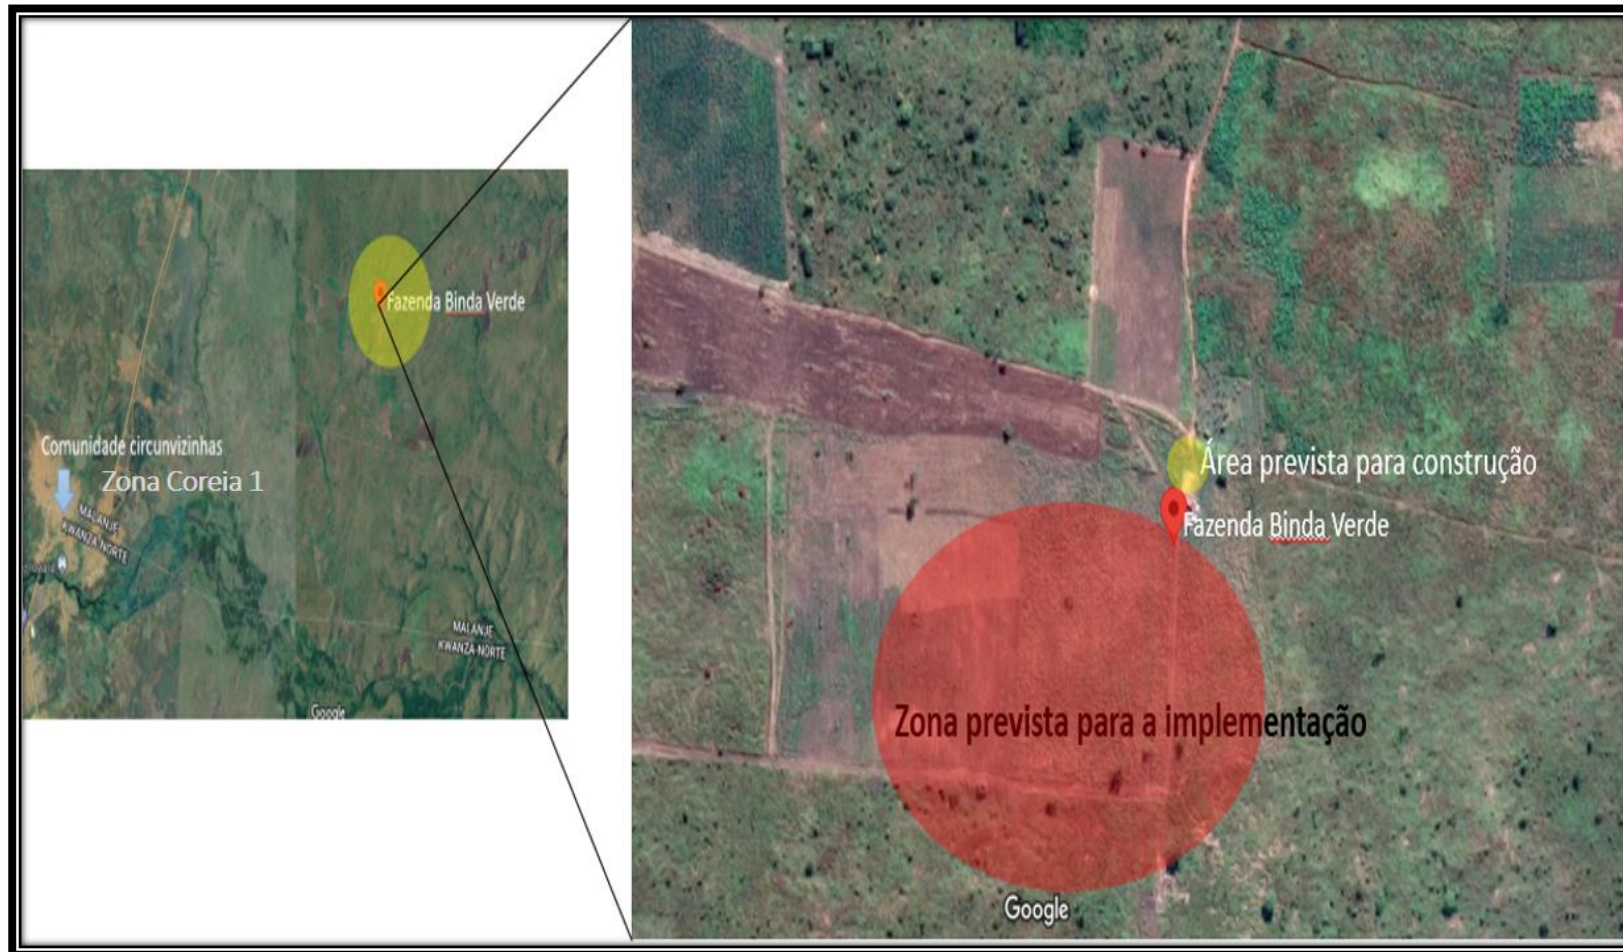 Fazenda Binda Verde
Comunidade circunvizinhas
Zona Coreia 1
MALANJE
KWANZA-NORTE
MALANJE
KWANZA-NORTE
Google
Área prevista para construção
Fazenda Binda Verde
Zona prevista para a implementação
Google